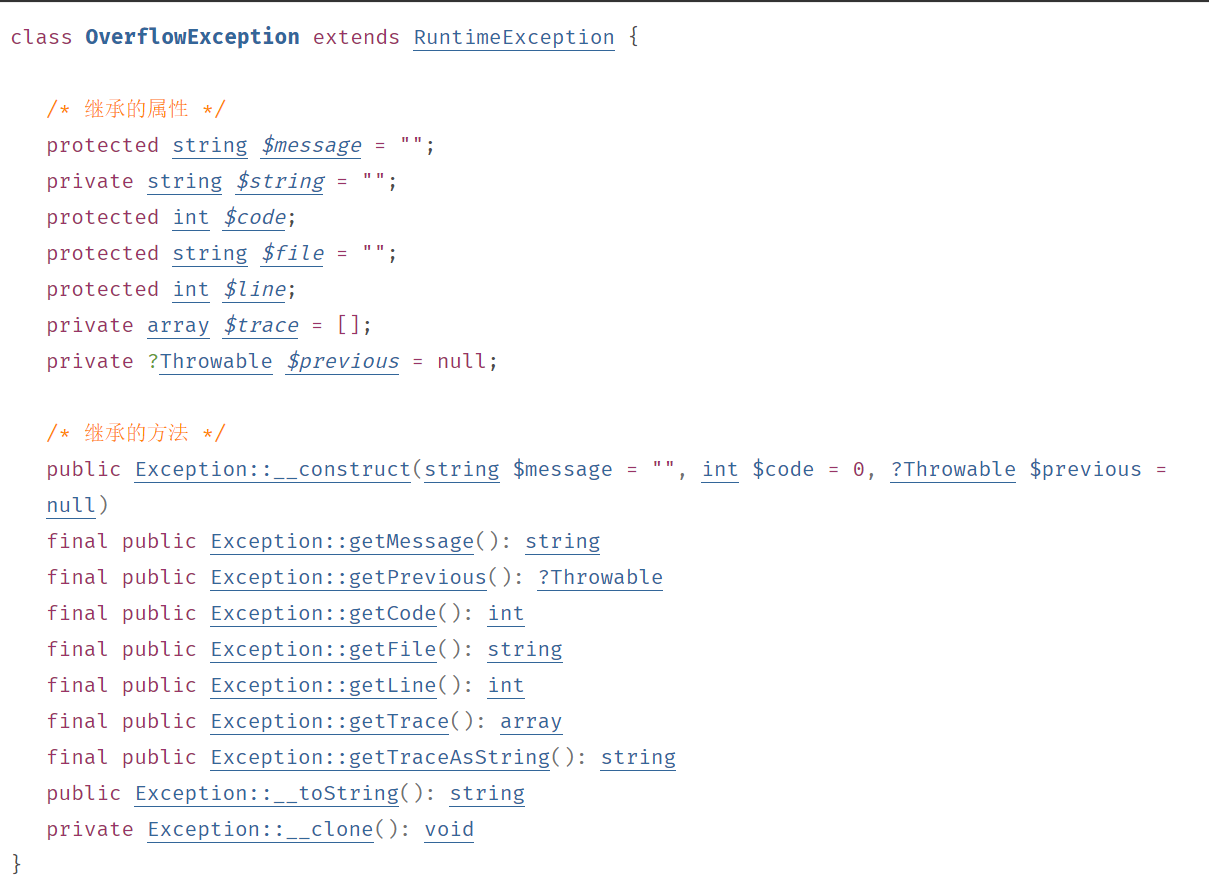 class OverflowException extends RuntimeException {
/* 继承的属性 */
protected string $message = "";
private string $string = "";
protected int $code;
protected string $file = "";
protected int $line;
private array $trace = [];
private ?Throwable $previous = null;
/* 继承的方法 */
public Exception::__construct(string $message = "", int $code = 0, ?Throwable $previous =
null)
final public Exception::getMessage(): string
final public Exception::getPrevious(): ?Throwable
final public Exception::getCode(): int
final public Exception::getFile(): string
final public Exception::getLine(): int
final public Exception::getTrace(): array
final public Exception::getTraceAsString(): string
public Exception::__toString(): string
private Exception::__clone(): void
}